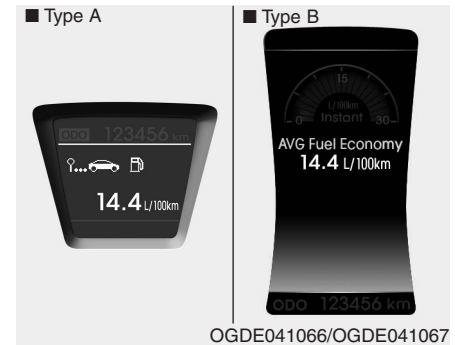 ■ Type A
ODO 123456 km
14.4 L/100km
■ Type B
15
L/100km
0 Instant 30
AVG Fuel Economy
14.4 L/100km
ODO 123456 km
OGDE041066/OGDE041067